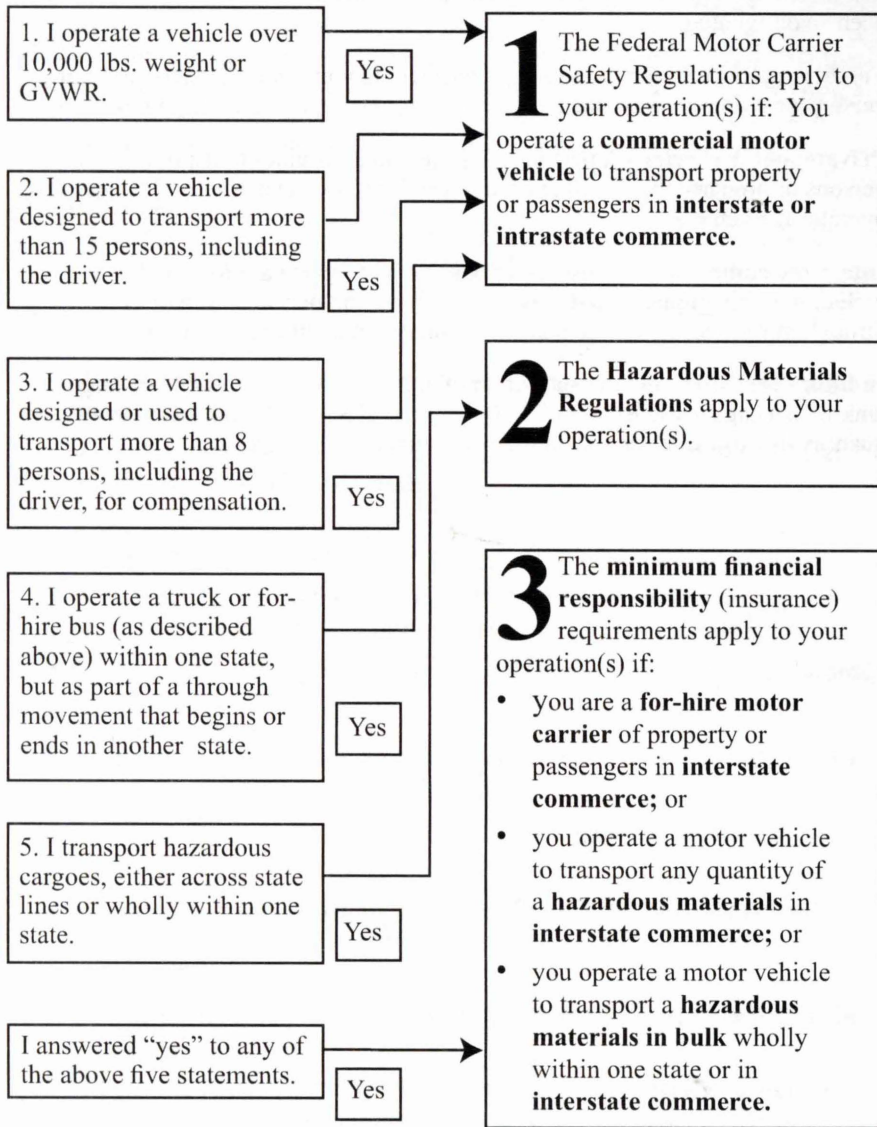 1. I operate a vehicle over
10,000 lbs. weight or
GVWR.
Yes
2. I operate a vehicle
designed to transport more
than 15 persons, including
the driver.
Yes
3. I operate a vehicle
designed or used to
transport more than 8
persons, including the
driver, for compensation.
Yes
4. I operate a truck or for-
hire bus (as described
above) within one state,
but as part of a through
movement that begins or
ends in another state.
Yes
5. I transport hazardous
cargoes, either across state
lines or wholly within one
state.
Yes
I answered “yes” to any of
the above five statements.
Yes
1 The Federal Motor Carrier
Safety Regulations apply to
your operation(s) if: You
operate a commercial motor
vehicle to transport property
or passengers in interstate or
intrastate commerce.
2 The Hazardous Materials
Regulations apply to your
operation(s).
3 The minimum financial
responsibility (insurance)
requirements apply to your
operation(s) if:
• you are a for-hire motor
carrier of property or
passengers in interstate
commerce; or
• you operate a motor vehicle
to transport any quantity of
a hazardous materials in
interstate commerce; or
• you operate a motor vehicle
to transport a hazardous
materials in bulk wholly
within one state or in
interstate commerce.